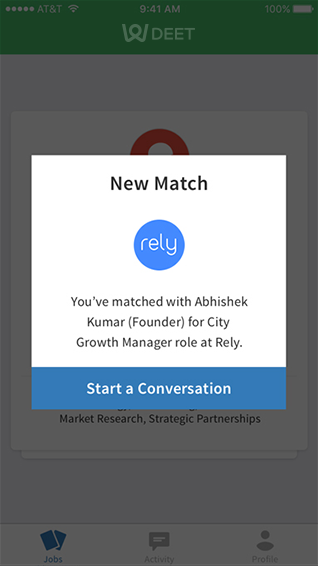 AT&T 9:41 AM 100%
DEET
New Match
rely
You've matched with Abhishek
Kumar (Founder) for City
Growth Manager role at Rely.
Start a Conversation
Market Research, Strategic Partnerships
Jobs Activity Profile